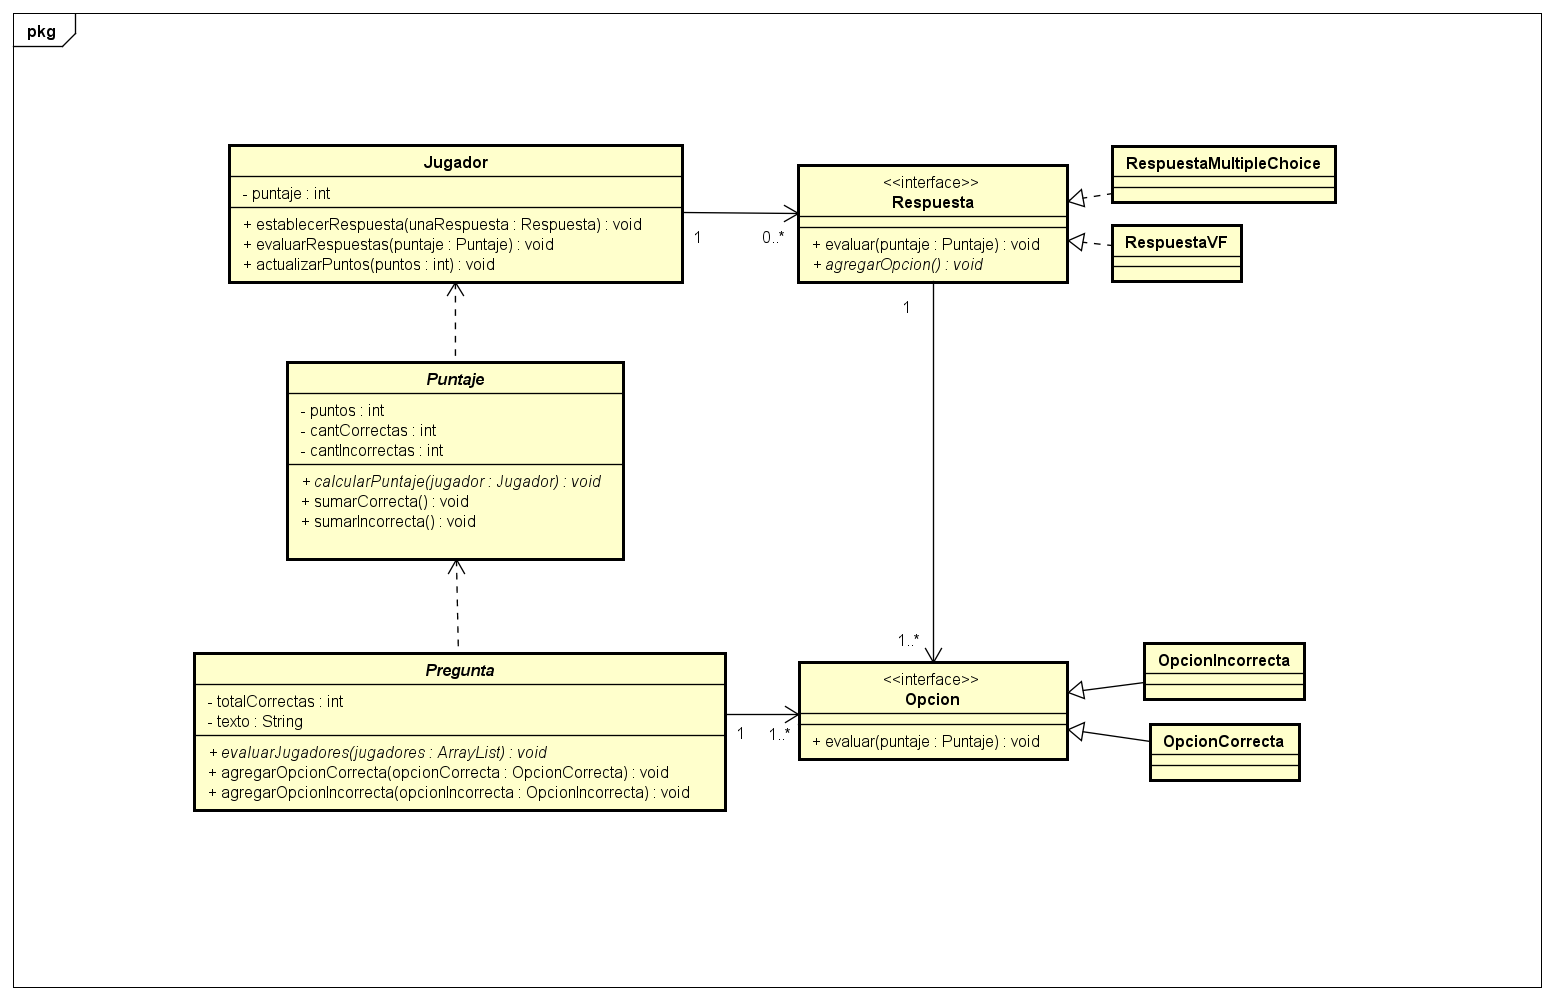 pkg
Jugador
- puntaje : int
+ establecerRespuesta(unaRespuesta : Respuesta) : void
+ evaluarRespuestas(puntaje : Puntaje) : void
+ actualizarPuntos(puntos : int) : void
1
0..*
<<interface>>
Respuesta
+ evaluar(puntaje : Puntaje) : void
+ agregarOpcion() : void
RespuestaMultipleChoice
RespuestaVF
1
Puntaje
- puntos : int
- cantCorrectas : int
- cantIncorrectas : int
+ calcularPuntaje(jugador : Jugador) : void
+ sumarCorrecta() : void
+ sumarIncorrecta() : void
1..*
Pregunta
- totalCorrectas : int
- texto : String
+ evaluarJugadores(jugadores : ArrayList) : void
+ agregarOpcionCorrecta(opcionCorrecta : OpcionCorrecta) : void
+ agregarOpcionIncorrecta(opcionIncorrecta : OpcionIncorrecta) : void
1
1..*
<<interface>>
Opcion
+ evaluar(puntaje : Puntaje) : void
OpcionIncorrecta
OpcionCorrecta